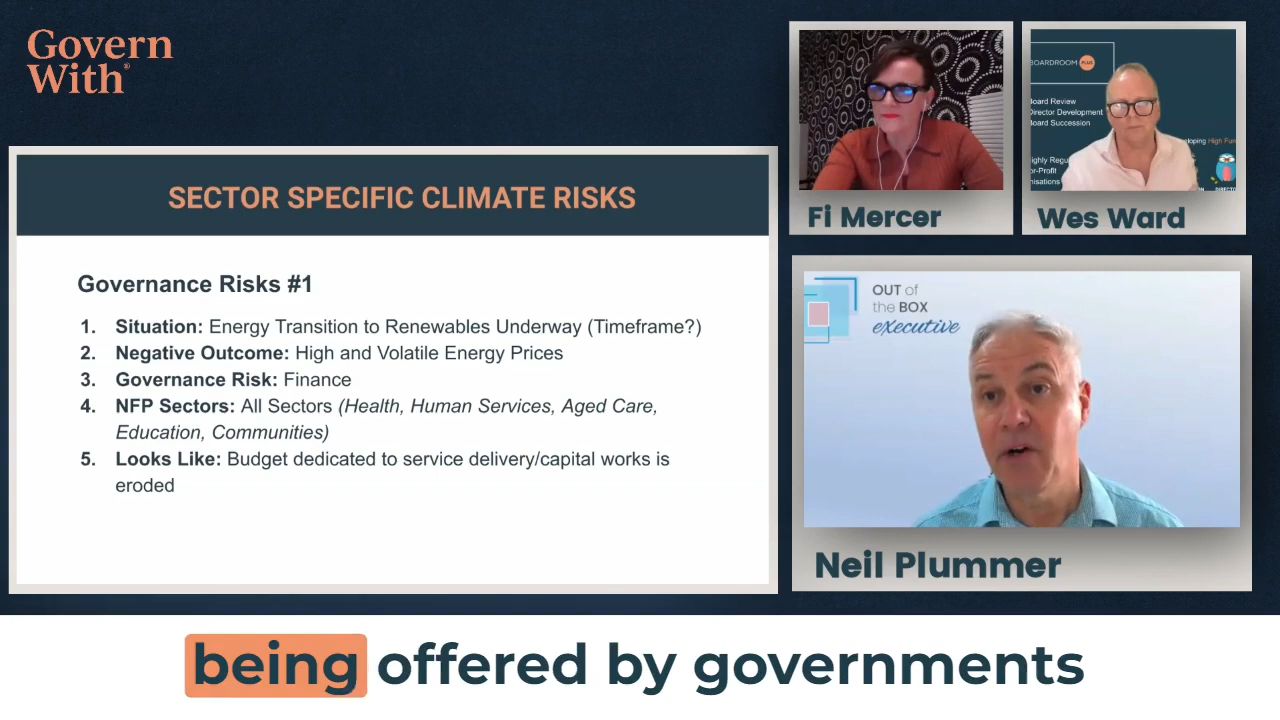 Govern
With®
SECTOR SPECIFIC CLIMATE RISKS
Governance Risks #1
1. Situation: Energy Transition to Renewables Underway (Timeframe?)
2. Negative Outcome: High and Volatile Energy Prices
3. Governance Risk: Finance
4. NFP Sectors: All Sectors (Health, Human Services, Aged Care,
Education, Communities)
5. Looks Like: Budget dedicated to service delivery/capital works is
eroded
Fi Mercer
BOARDROOM PLUS
Board Review
Director Development
Board Succession
High
Wes Ward
OUT of
the BOX
executive
Neil Plummer
being offered by governments